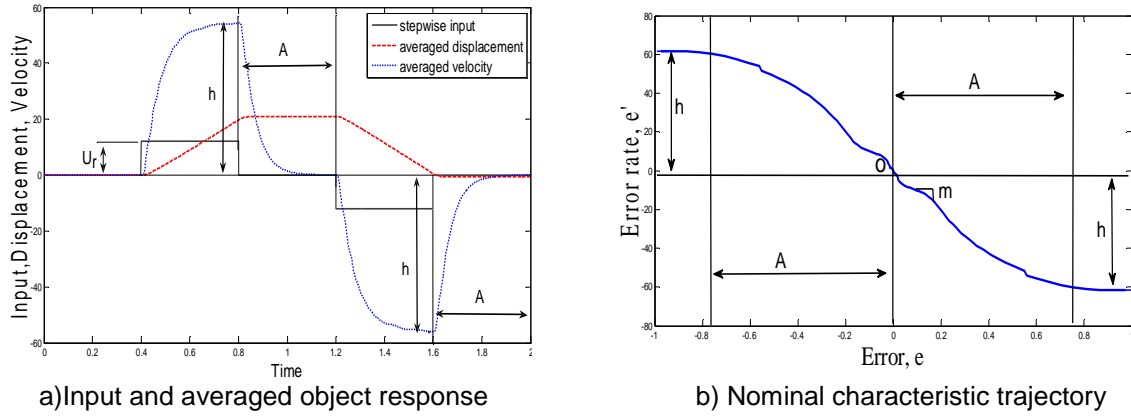 Input,Displacement, Velocity
60
40
20
0
-20
-40
-60
stepwise input
averaged displacement
averaged velocity
A
h
Ur
h
A
0 0.2 0.4 0.6 0.8 1.0 1.2 1.4 1.6 1.8 2
Time
a)Input and averaged object response
Error rate, e'
80
60
40
20
0
-20
-40
-60
-80
h
A
O
m
A
h
-1 -0.8 -0.6 -0.4 -0.2 0 0.2 0.4 0.6 0.8 1
Error, e
b) Nominal characteristic trajectory